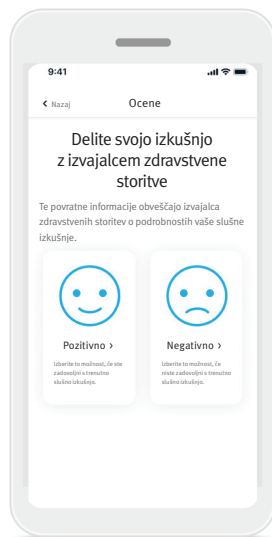 9:41
Nazaj
Ocene
Delite svojo izkušnjo
z izvajalcem zdravstvene
storitve
Te povratne informacije obveščajo izvajalca
zdravstvenih storitev o podrobnostih vaše slušne
izkušnje.
Pozitivno
Izberite to možnost, če ste
zadovoljni s trenutno
slušno izkušnjo.
Negativno
Izberite to možnost, če
niste zadovoljni s trenutno
slušno izkušnjo.